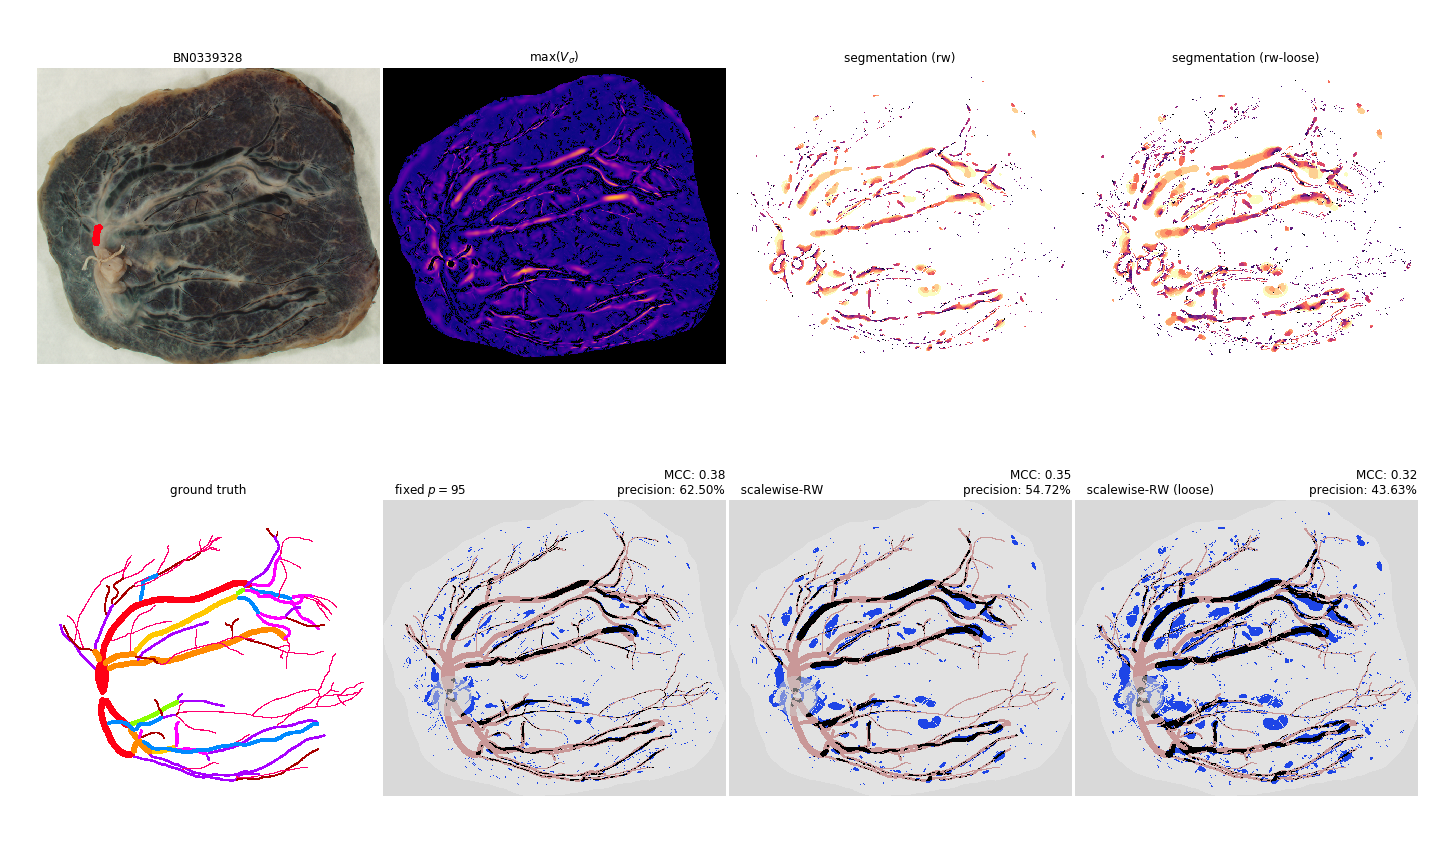 BN0339328
max(V_σ)
segmentation (rw)
segmentation (rw-loose)
ground truth
MCC: 0.38
fixed p = 95 precision: 62.50%
MCC: 0.35
scalewise-RW precision: 54.72%
MCC: 0.32
scalewise-RW (loose) precision: 43.63%